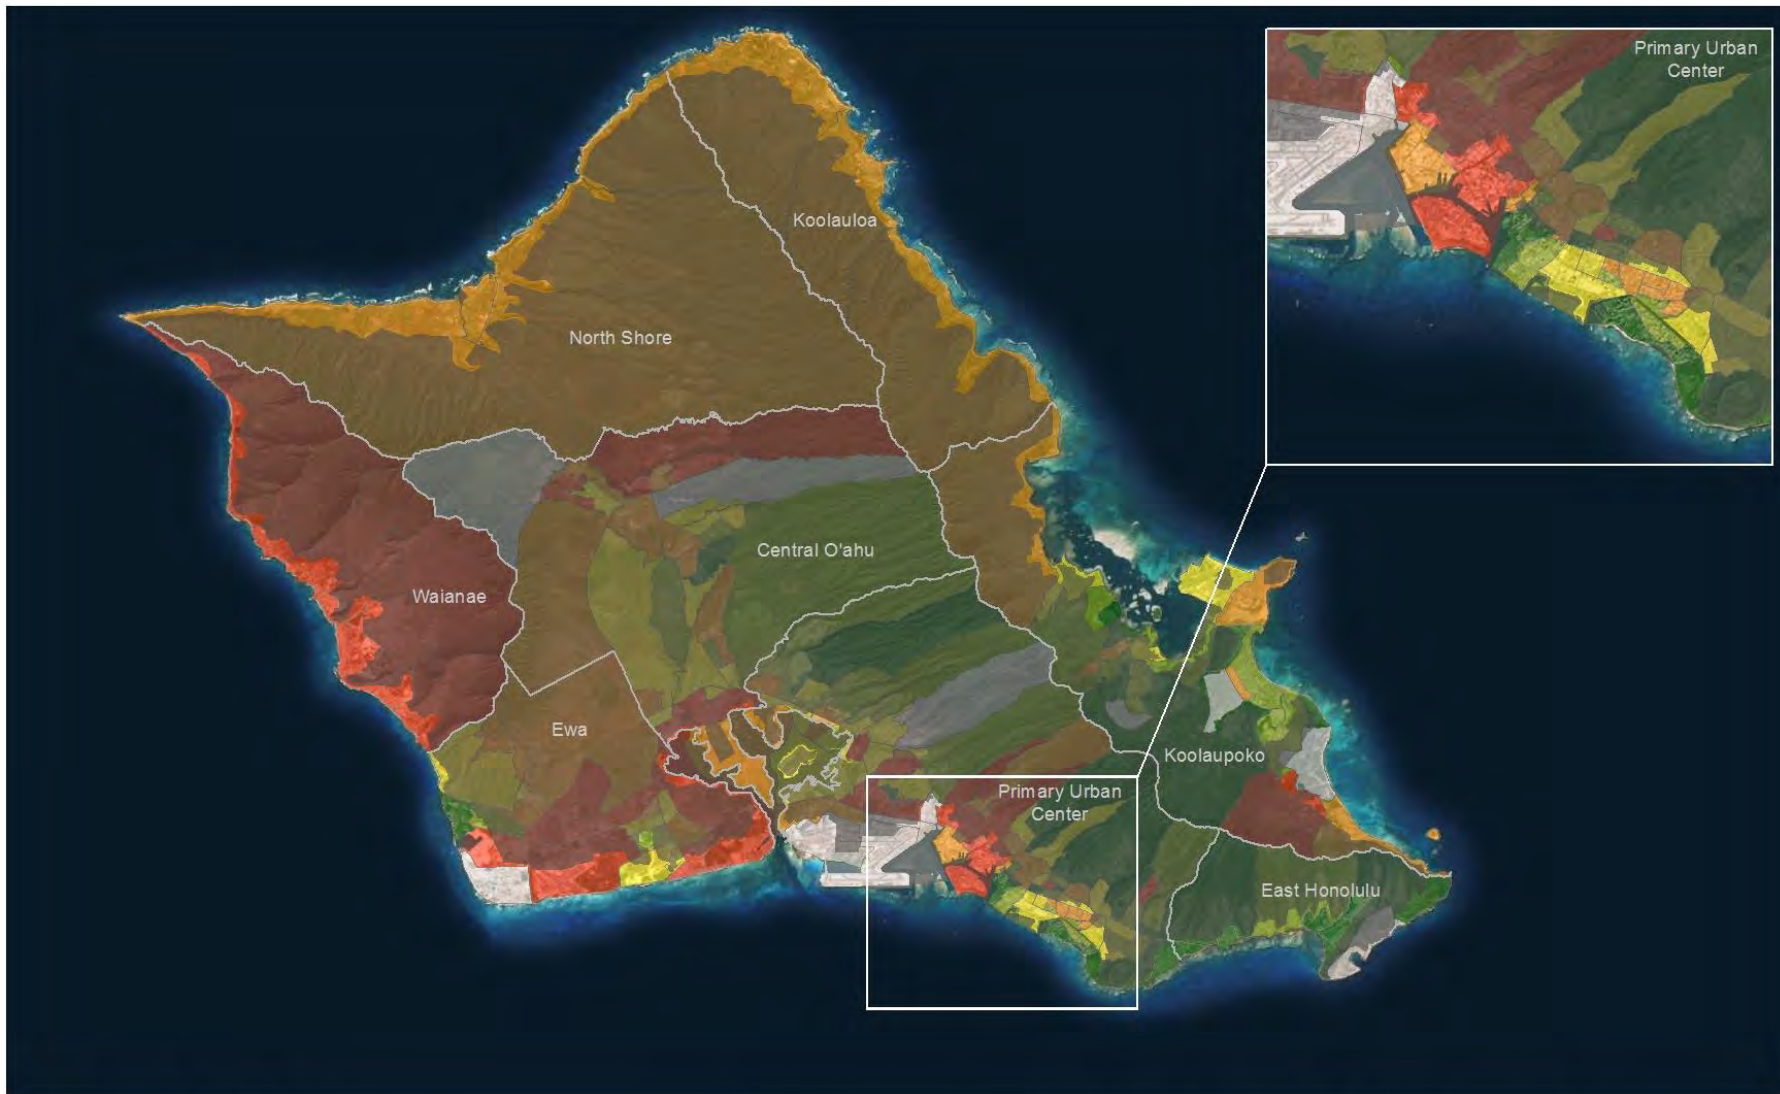 Primary Urban
Center
Koolauloa
North Shore
Central O'ahu
Waianae
Ewa
Koolaupoko
Primary Urban
Center
East Honolulu